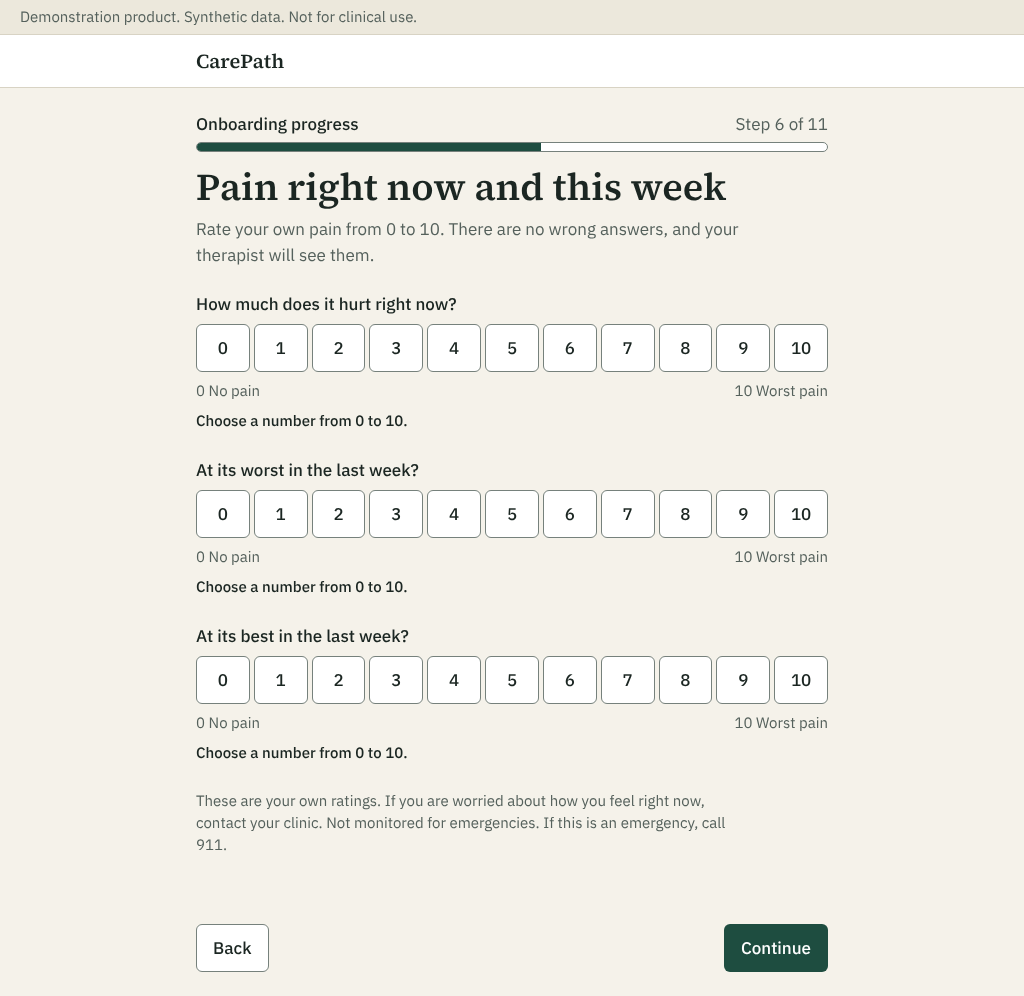 Demonstration product. Synthetic data. Not for clinical use.
CarePath
Onboarding progress
Step 6 of 11
Pain right now and this week
Rate your own pain from 0 to 10. There are no wrong answers, and your
therapist will see them.
How much does it hurt right now?
0 1 2 3 4 5 6 7 8 9 10
0 No pain
10 Worst pain
Choose a number from 0 to 10.
At its worst in the last week?
0 1 2 3 4 5 6 7 8 9 10
0 No pain
10 Worst pain
Choose a number from 0 to 10.
At its best in the last week?
0 1 2 3 4 5 6 7 8 9 10
0 No pain
10 Worst pain
Choose a number from 0 to 10.
These are your own ratings. If you are worried about how you feel right now,
contact your clinic. Not monitored for emergencies. If this is an emergency, call
911.
Back
Continue